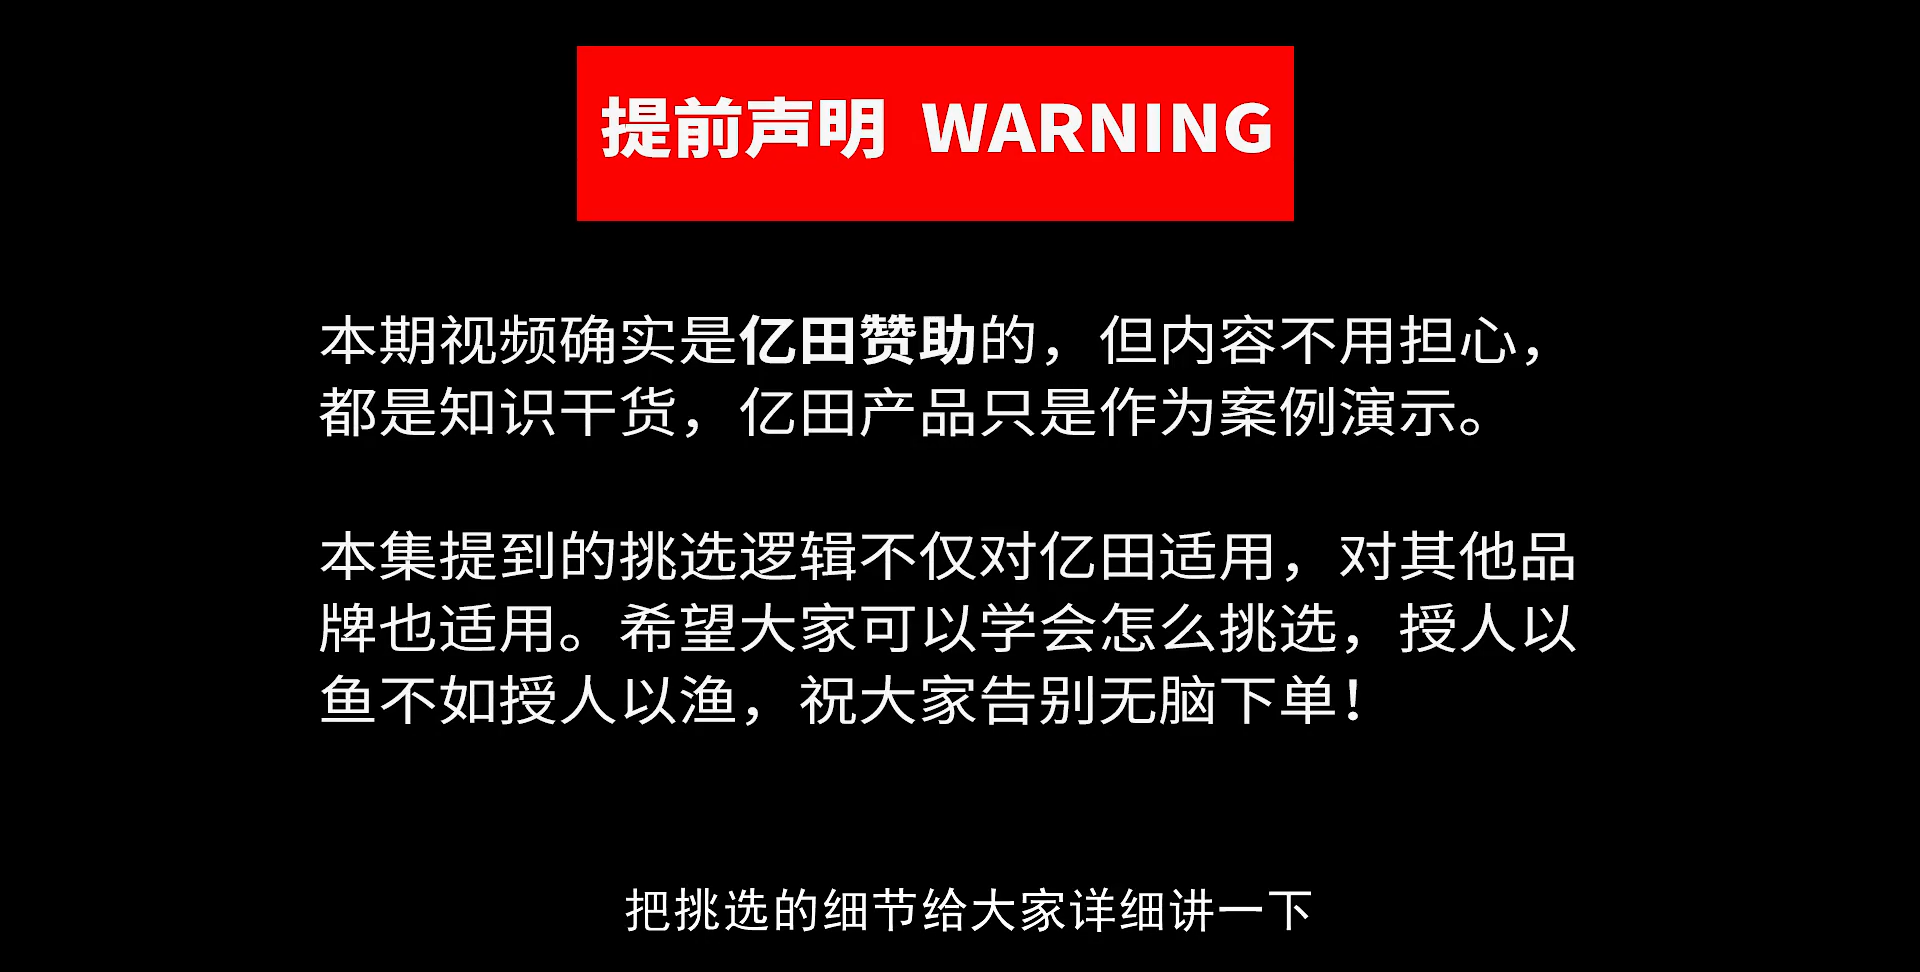 提前声明 WARNING
本期视频确实是亿田赞助的，但内容不用担心，
都是知识干货，亿田产品只是作为案例演示。
本集提到的挑选逻辑不仅对亿田适用，对其他品
牌也适用。希望大家可以学会怎么挑选，授人以
鱼不如授人以渔，祝大家告别无脑下单！
把挑选的细节给大家详细讲一下